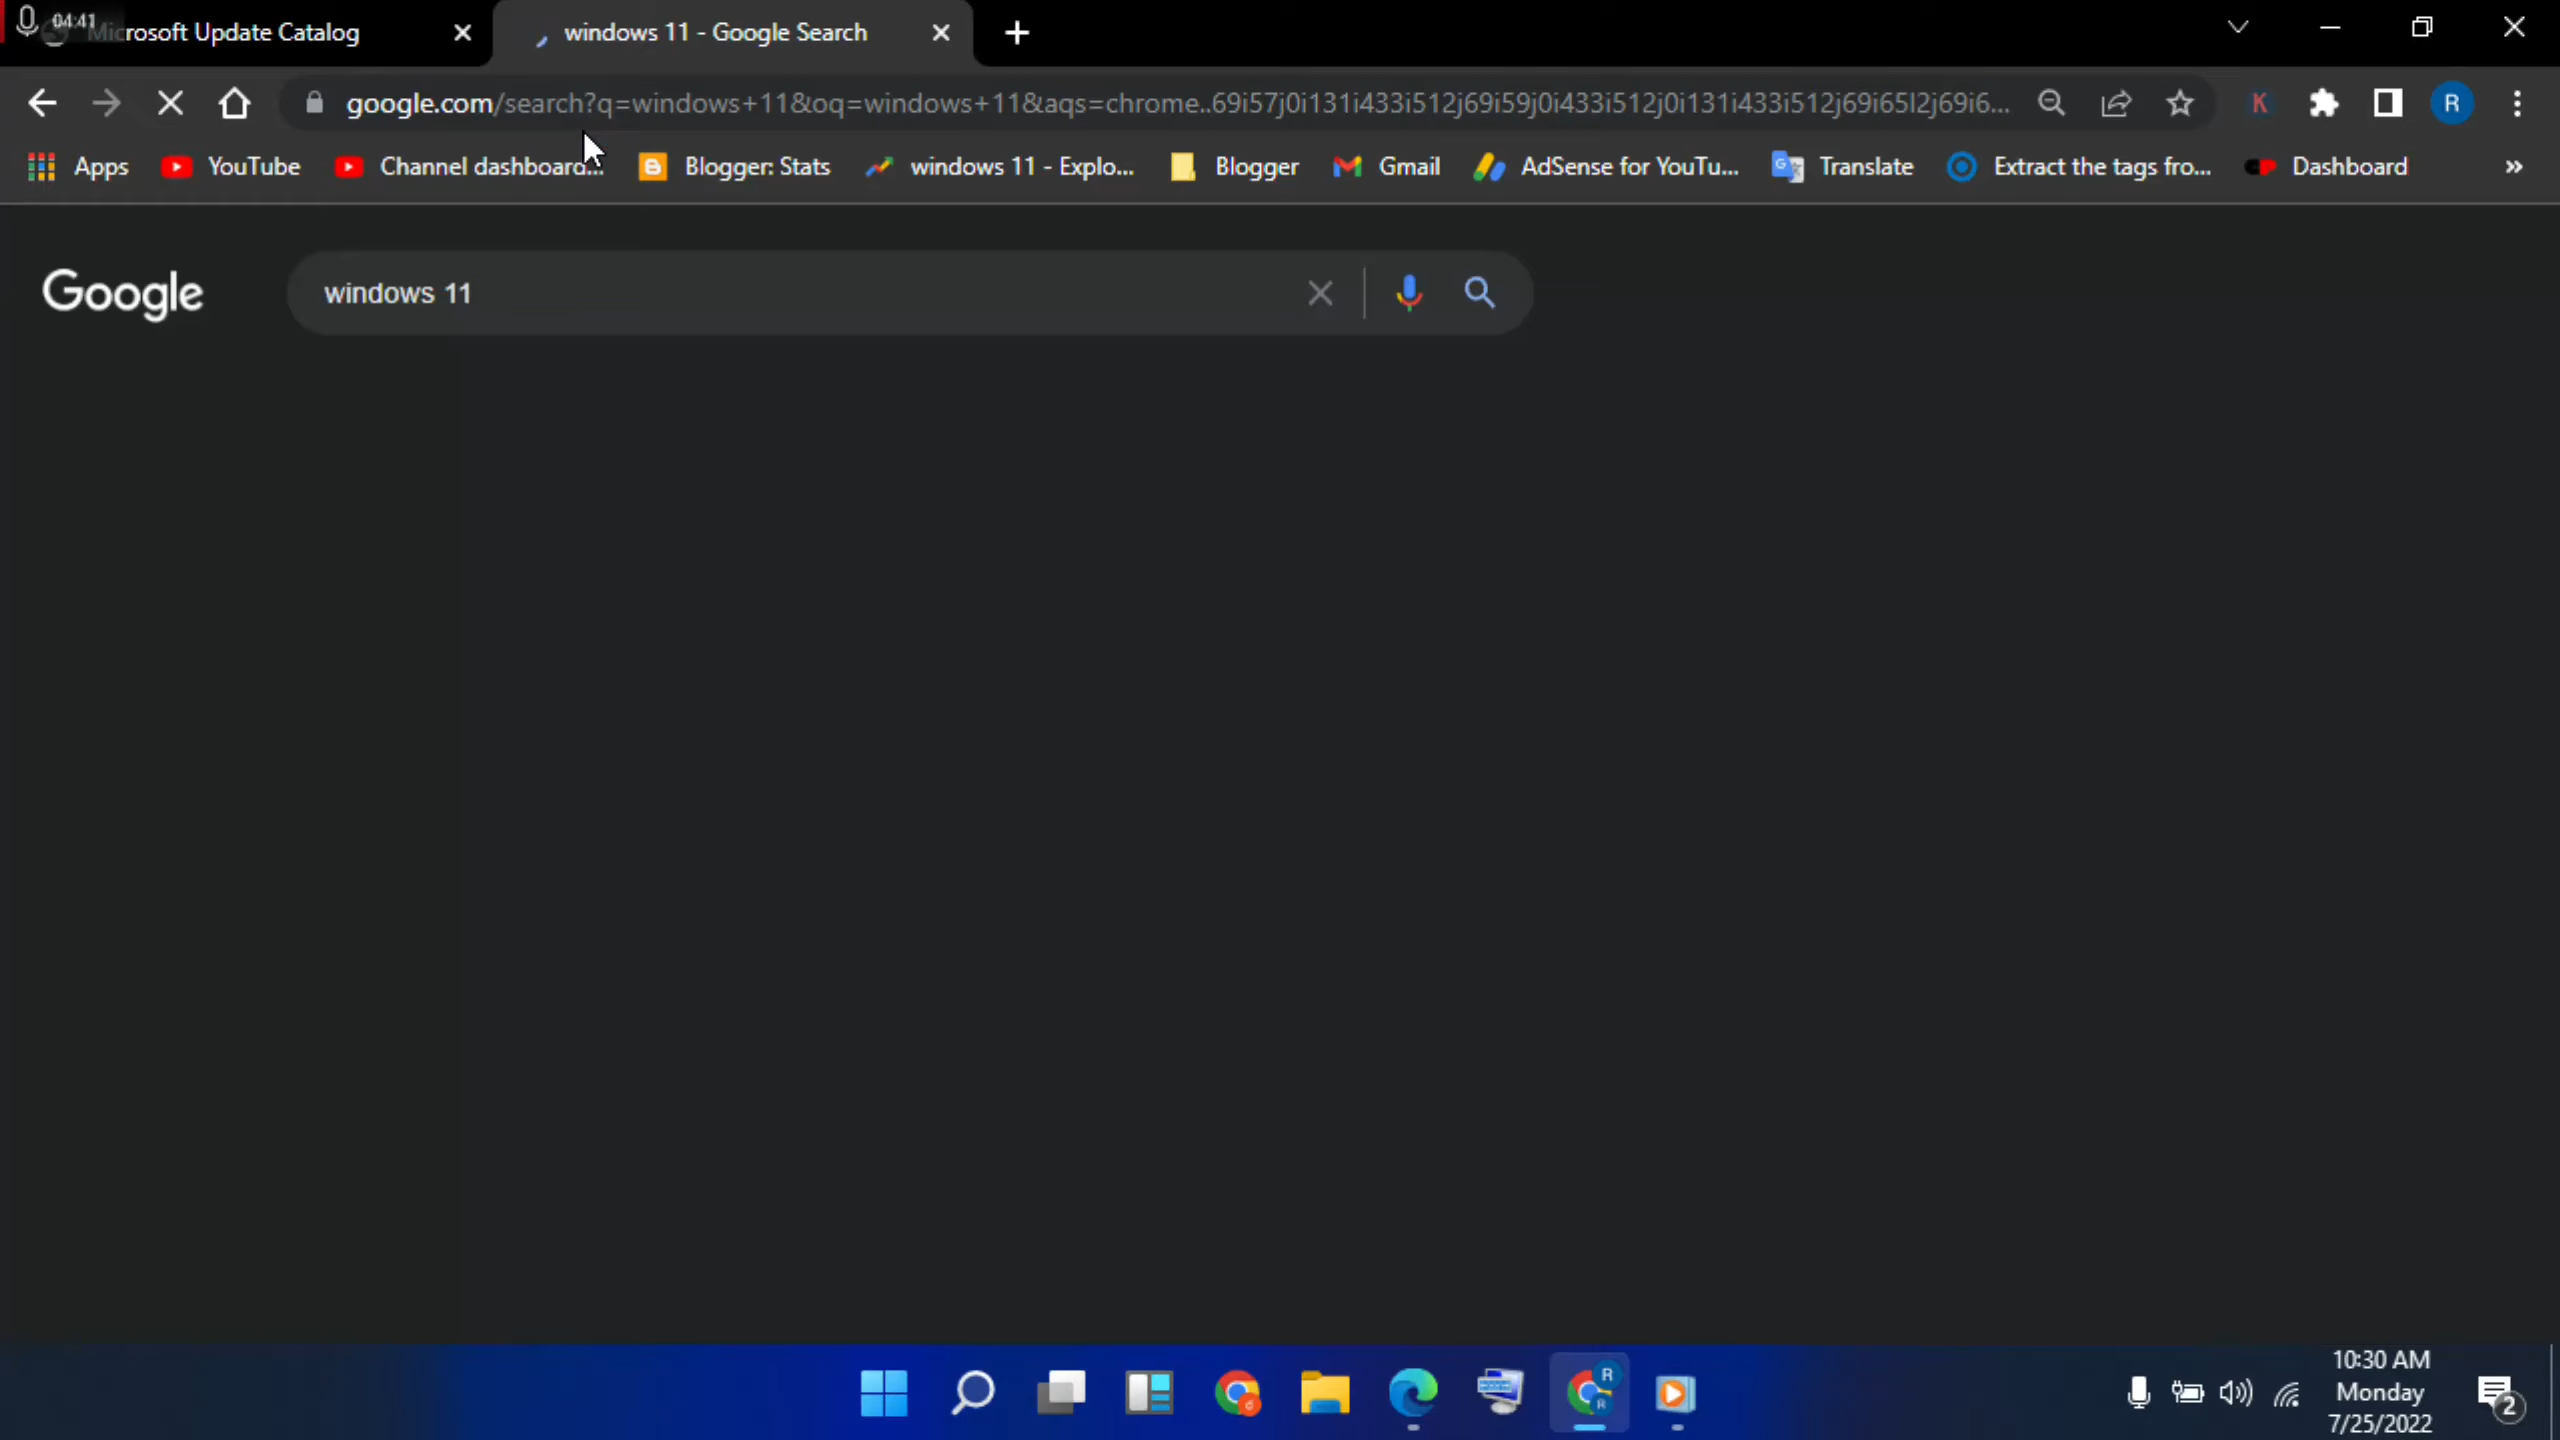 04:41
Microsoft Update Catalog
windows 11 - Google Search
google.com/search?q=windows+11&oq=windows+11&aqs=chrome..69i57j0i131i433i512j69i59j0i433i512j0i131i433i512j69i65l2j69i6...
K
R
Apps
YouTube
Channel dashboard...
Blogger: Stats
windows 11 - Explo...
Blogger
Gmail
AdSense for YouTu...
Translate
Extract the tags fro...
Dashboard
Google
windows 11
10:30 AM
Monday
7/25/2022
2